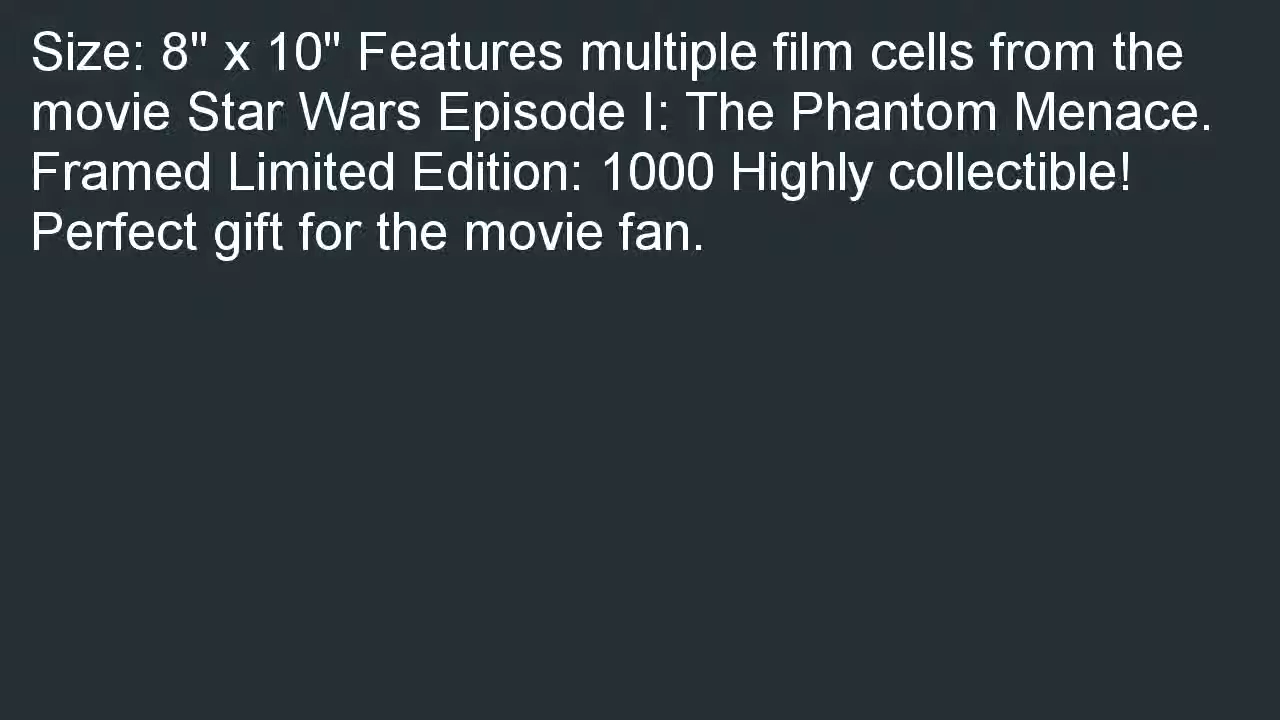 Size: 8" x 10" Features multiple film cells from the
movie Star Wars Episode I: The Phantom Menace.
Framed Limited Edition: 1000 Highly collectible!
Perfect gift for the movie fan.